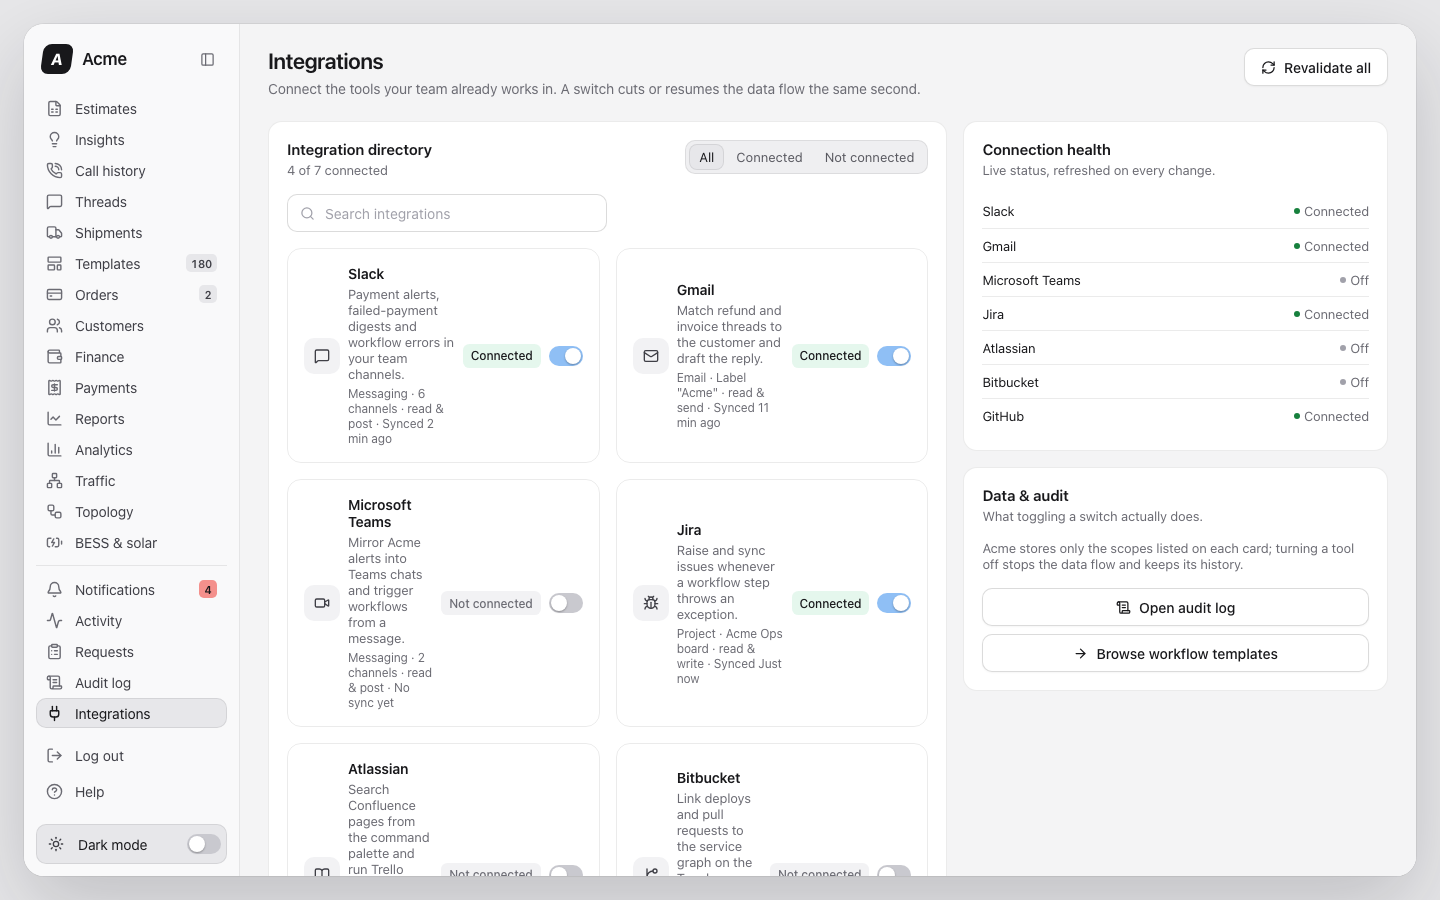 A
Acme
Estimates
Insights
Call history
Threads
Shipments
Templates
180
Orders
2
Customers
Finance
Payments
Reports
Analytics
Traffic
Topology
BESS & solar
Notifications
4
Activity
Requests
Audit log
Integrations
Log out
Help
Dark mode
Integrations
Connect the tools your team already works in. A switch cuts or resumes the data flow the same second.
Revalidate all
Integration directory
4 of 7 connected
All
Connected
Not connected
Search integrations
Slack
Payment alerts,
failed-payment
digests and
workflow errors in
your team
channels.
Messaging · 6
channels · read &
post · Synced 2
min ago
Connected
Gmail
Match refund and
invoice threads to
the customer and
draft the reply.
Email · Label
"Acme" · read &
send · Synced 11
min ago
Connected
Microsoft
Teams
Mirror Acme
alerts into
Teams chats
and trigger
workflows
from a
message.
Messaging · 2
channels · read
& post · No
sync yet
Not connected
Jira
Raise and sync
issues whenever
a workflow step
throws an
exception.
Project · Acme Ops
board · read &
write · Synced Just
now
Connected
Atlassian
Search
Confluence
pages from
the command
palette and
run Trello
Not connected
Bitbucket
Link deploys
and pull
requests to
the service
graph on the
Not connected
Connection health
Live status, refreshed on every change.
Slack
Connected
Gmail
Connected
Microsoft Teams
Off
Jira
Connected
Atlassian
Off
Bitbucket
Off
GitHub
Connected
Data & audit
What toggling a switch actually does.
Acme stores only the scopes listed on each card; turning a tool
off stops the data flow and keeps its history.
Open audit log
Browse workflow templates